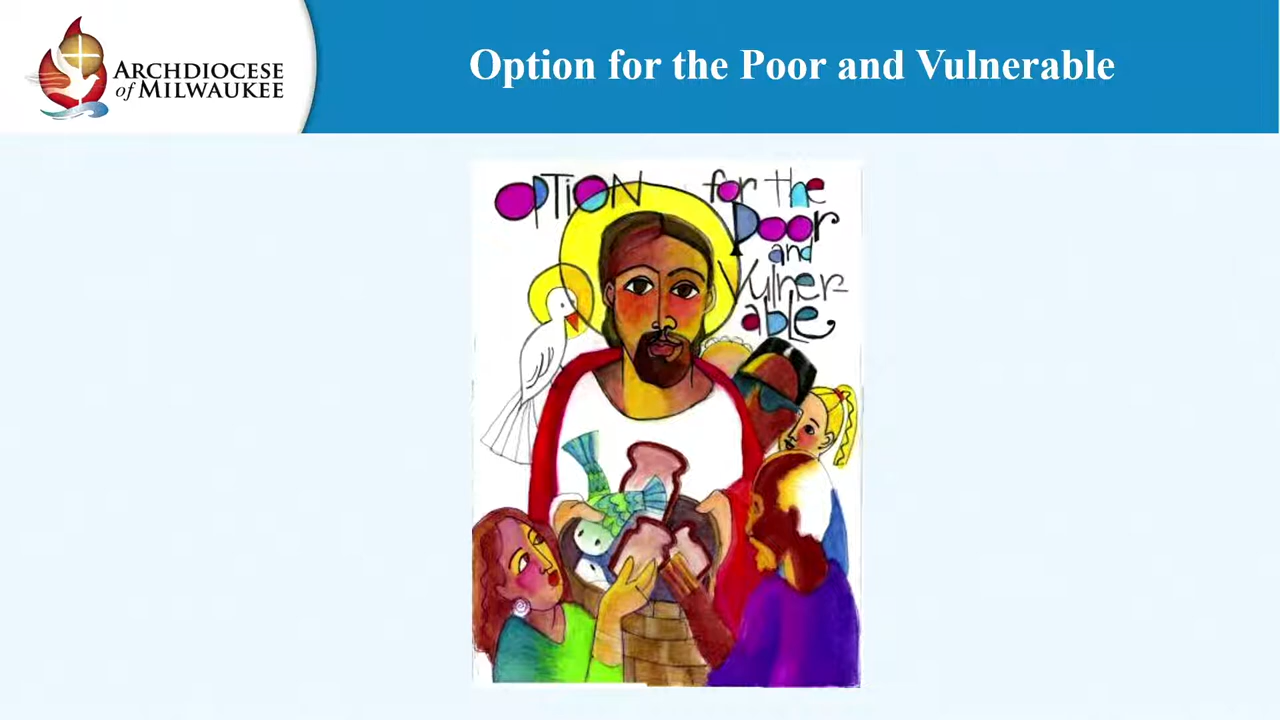 ARCHDIOCESE
of MILWAUKEE
Option for the Poor and Vulnerable
OPTiON for the
Poor
and
Vulner-
able